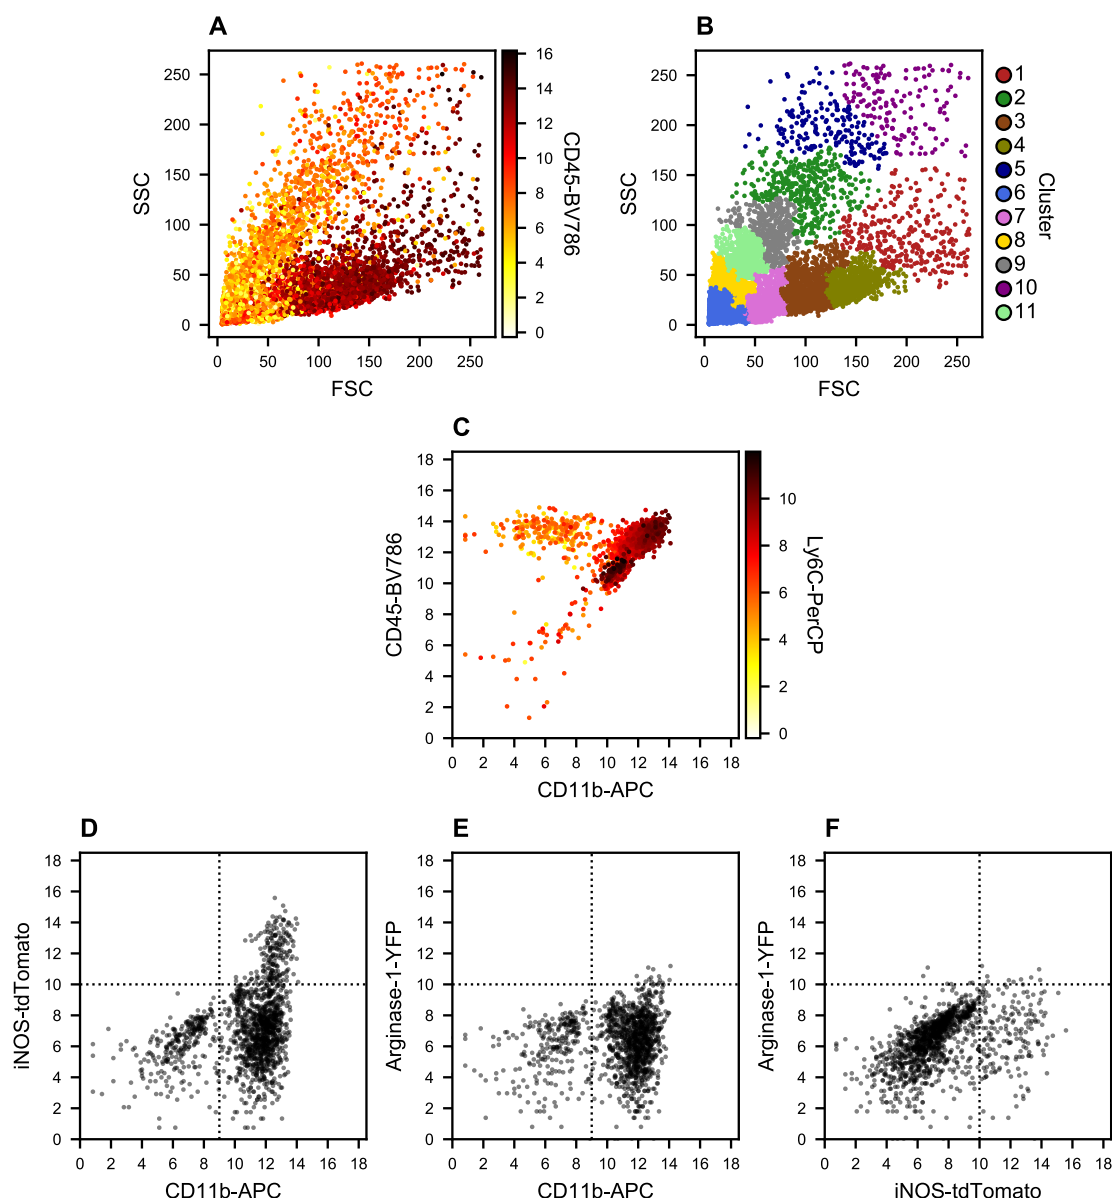 A
SSC
250
200
150
100
50
0
0 50 100 150 200 250
FSC
16
14
12
10
8
6
4
2
0
CD45-BV786
B
SSC
250
200
150
100
50
0
0 50 100 150 200 250
FSC
1
2
3
4
5
6
7
8
9
10
11
Cluster
C
CD45-BV786
18
16
14
12
10
8
6
4
2
0
0 2 4 6 8 10 12 14 16 18
CD11b-APC
10
8
6
4
2
0
Ly6C-PerCP
D
iNOS-tdTomato
18
16
14
12
10
8
6
4
2
0
0 2 4 6 8 10 12 14 16 18
CD11b-APC
E
Arginase-1-YFP
18
16
14
12
10
8
6
4
2
0
0 2 4 6 8 10 12 14 16 18
CD11b-APC
F
Arginase-1-YFP
18
16
14
12
10
8
6
4
2
0
0 2 4 6 8 10 12 14 16 18
iNOS-tdTomato